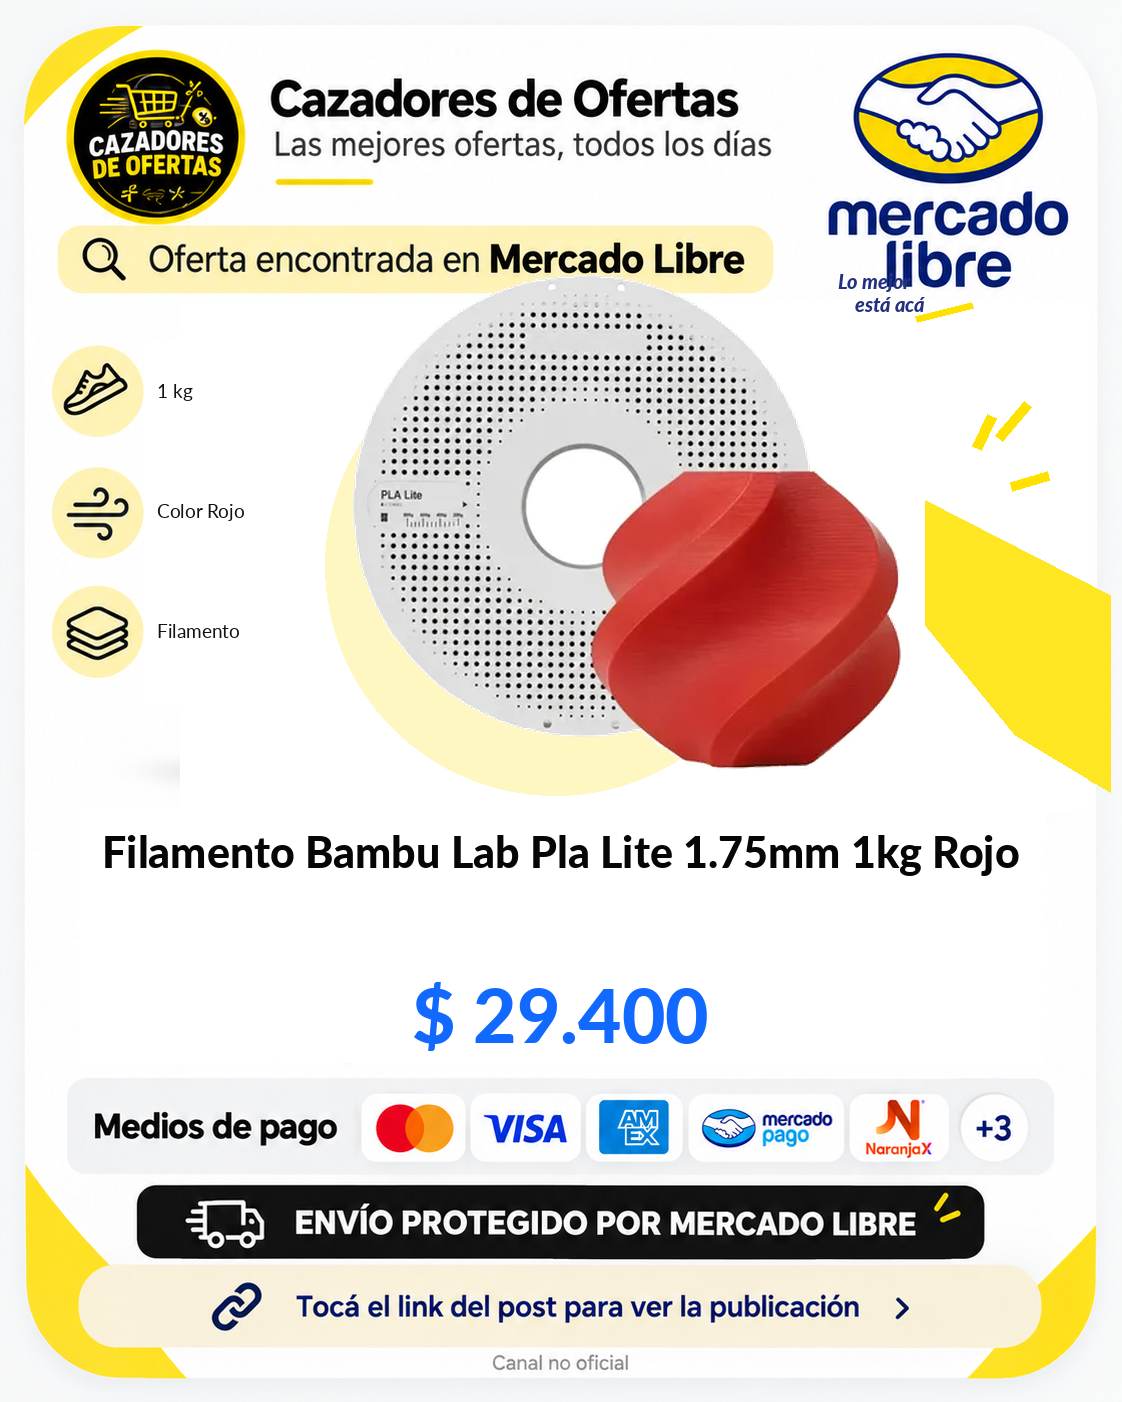 CAZADORES
DE OFERTAS
Cazadores de Ofertas
Las mejores ofertas, todos los días
mercado
libre
Lo mejor
está acá
Oferta encontrada en Mercado Libre
1 kg
Color Rojo
Filamento
PLA Lite
Filamento Bambu Lab Pla Lite 1.75mm 1kg Rojo
$ 29.400
Medios de pago
VISA
AM
EX
mercado
pago
N
NaranjaX
+3
ENVÍO PROTEGIDO POR MERCADO LIBRE
Tocá el link del post para ver la publicación
Canal no oficial